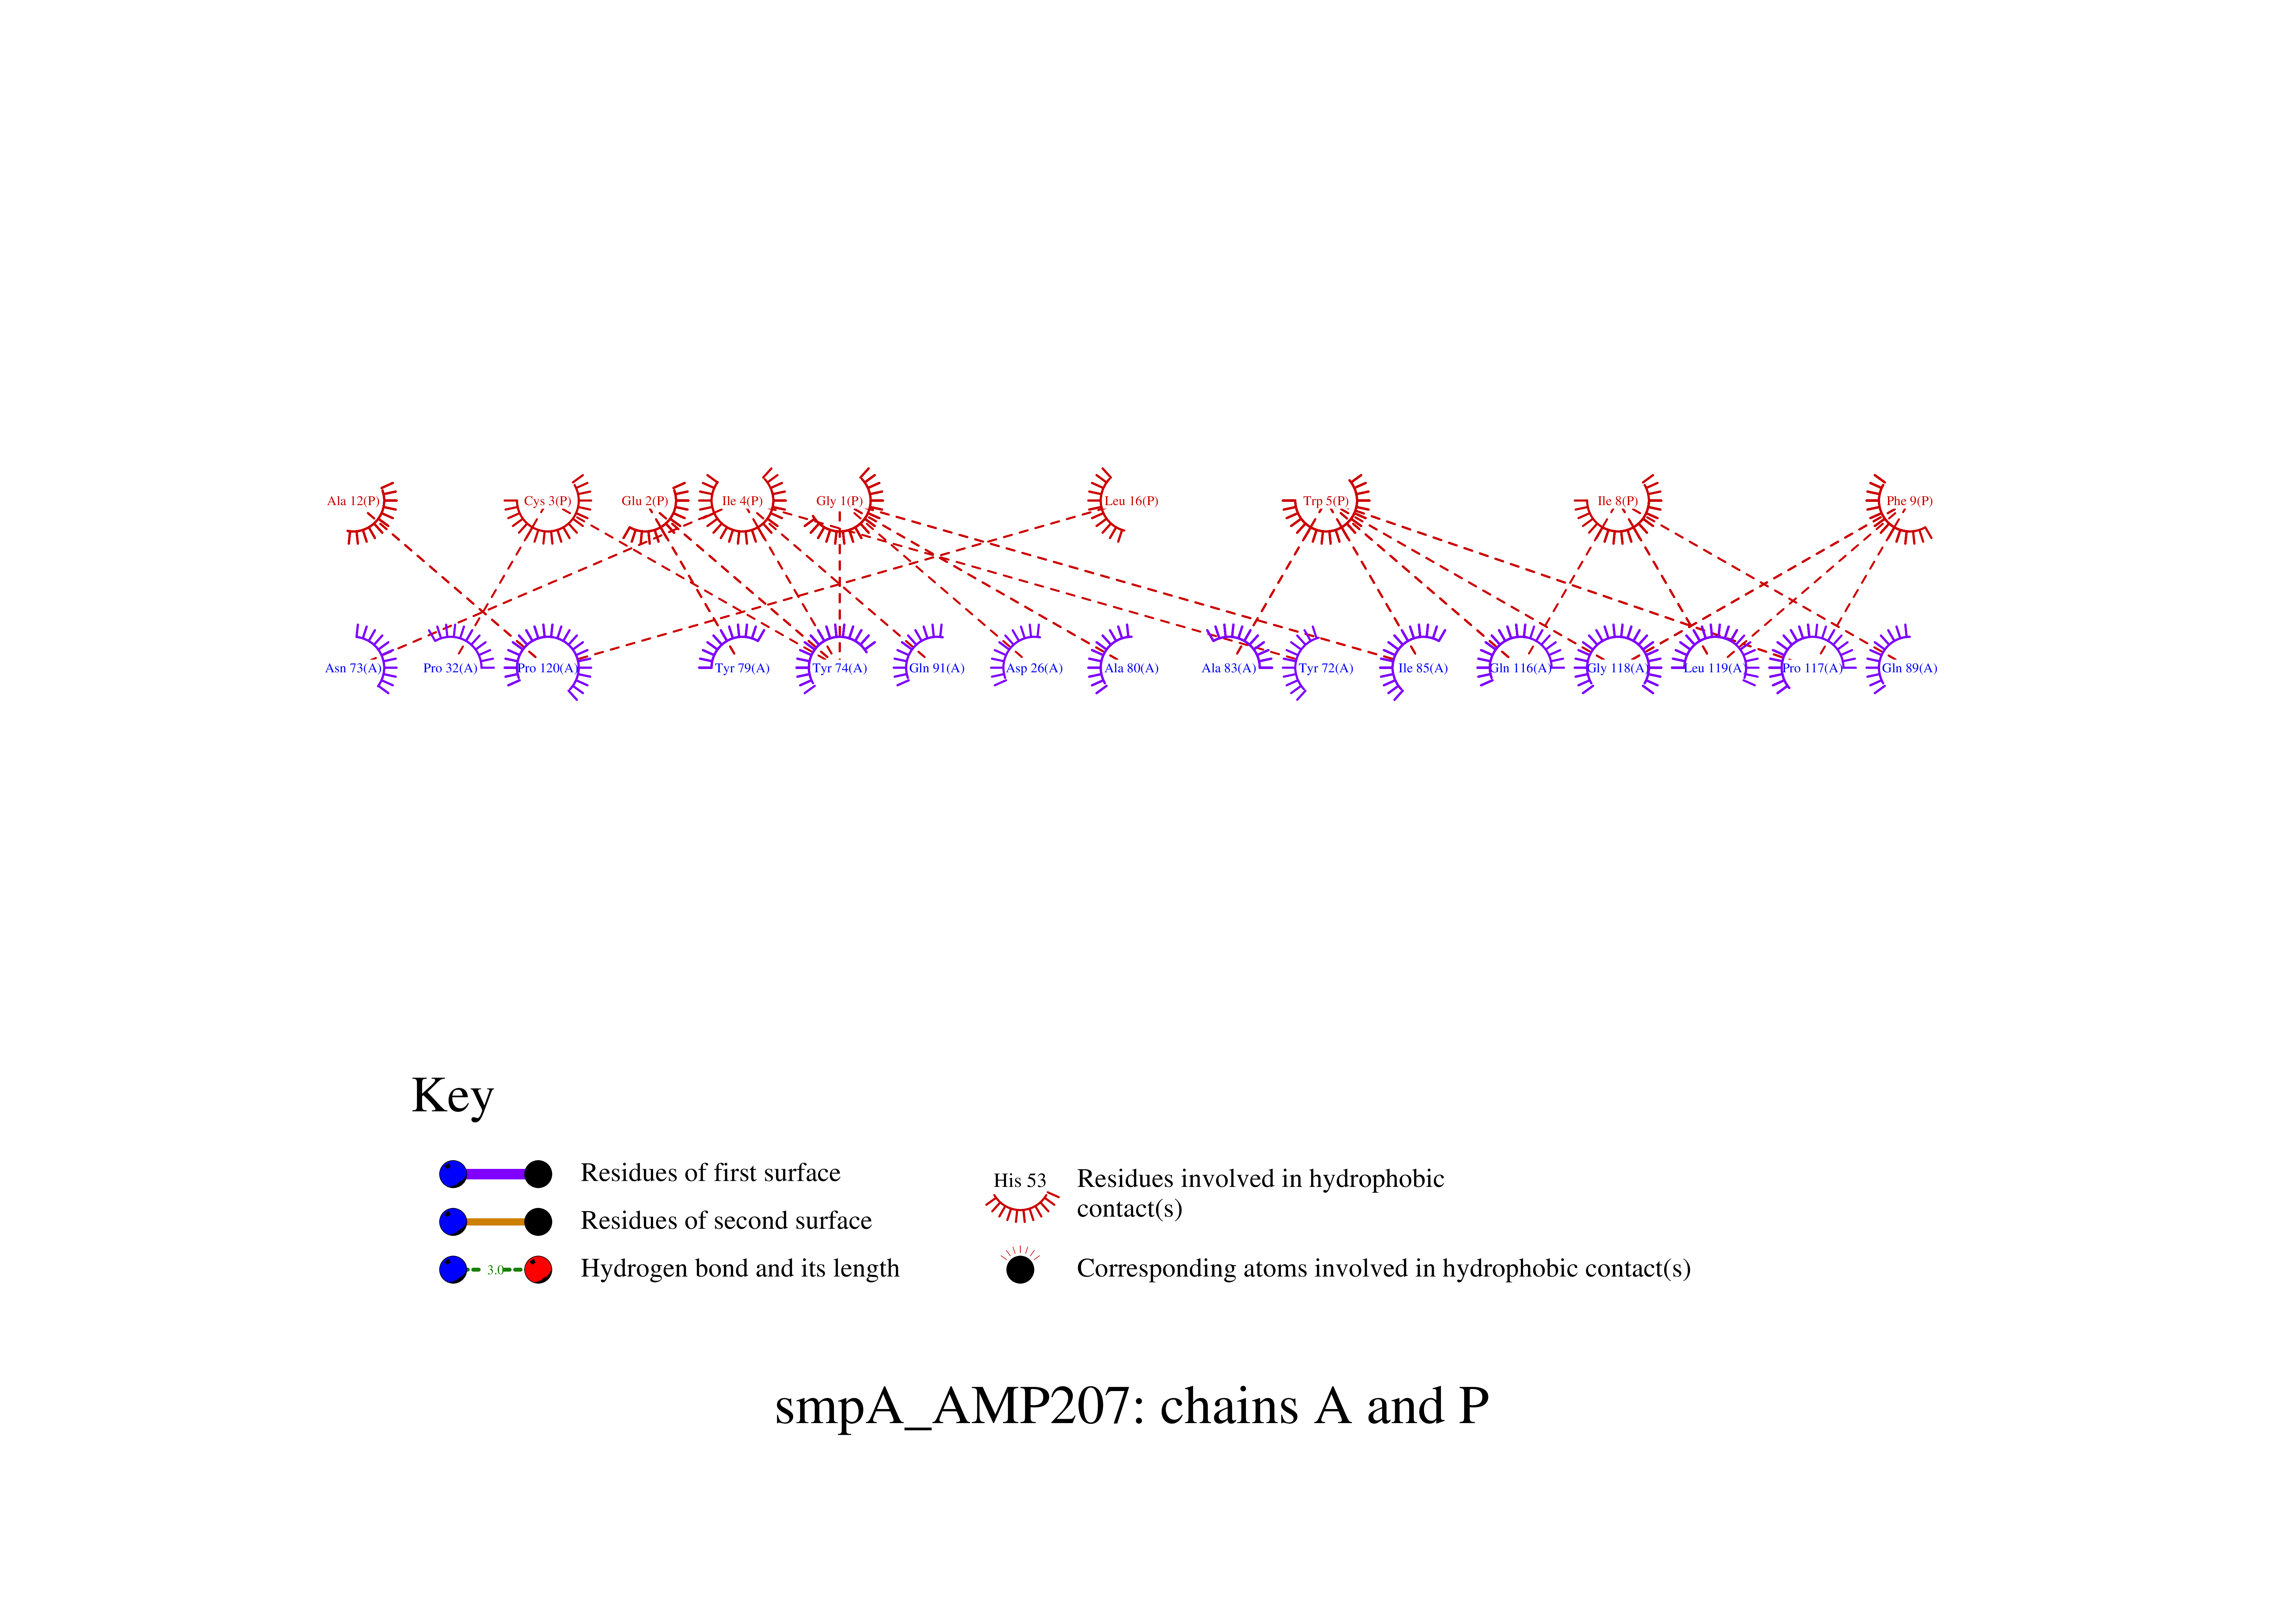 Ala 12(P) Cys 3(P) Glu 2(P) Ile 4(P) Gly 1(P) Leu 16(P) Trp 5(P) Ile 8(P) Phe 9(P)
Asn 73(A) Pro 32(A) Pro 120(A) Tyr 79(A) Tyr 74(A) Gln 91(A) Asp 26(A) Ala 80(A) Ala 83(A) Tyr 72(A) Ile 85(A) Gln 116(A) Gly 118(A) Leu 119(A) Pro 117(A) Gln 89(A)
Key
Residues of first surface
Residues of second surface
3.0 Hydrogen bond and its length
His 53 Residues involved in hydrophobic
contact(s)
Corresponding atoms involved in hydrophobic contact(s)
smpA_AMP207: chains A and P